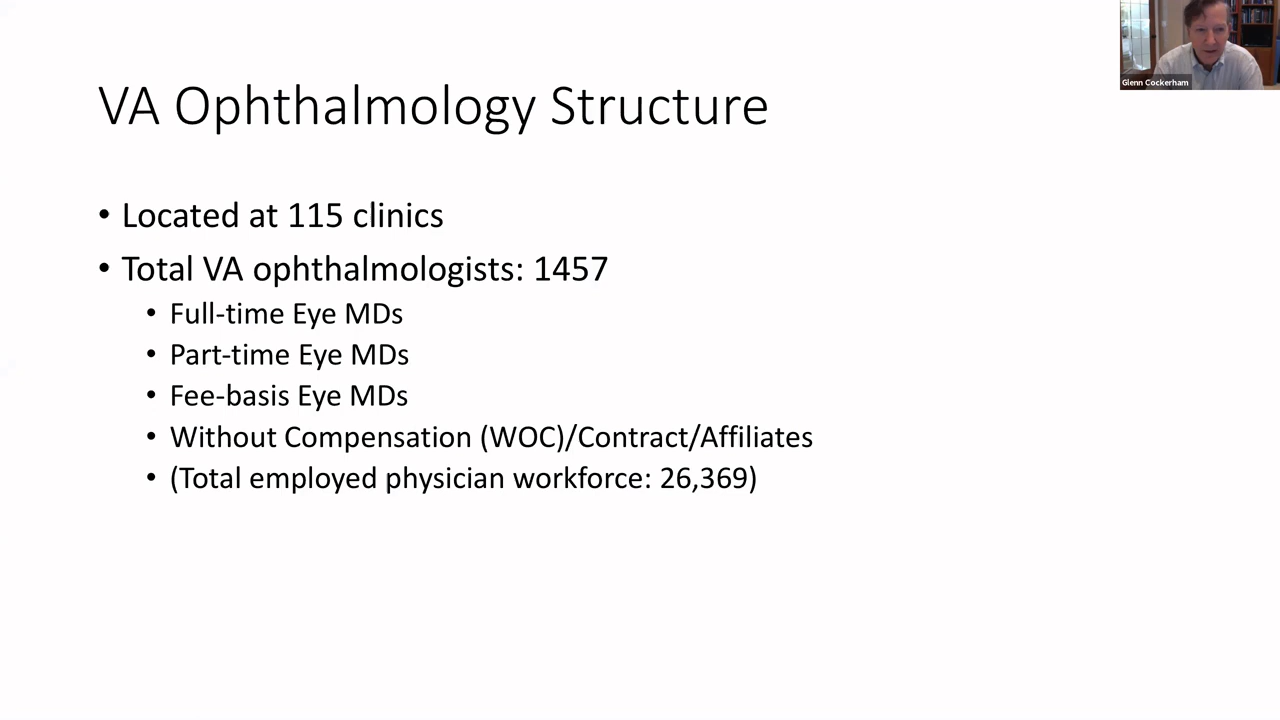 Glenn Cockerham
VA Ophthalmology Structure
• Located at 115 clinics
• Total VA ophthalmologists: 1457
• Full-time Eye MDs
• Part-time Eye MDs
• Fee-basis Eye MDs
• Without Compensation (WOC)/Contract/Affiliates
• (Total employed physician workforce: 26,369)